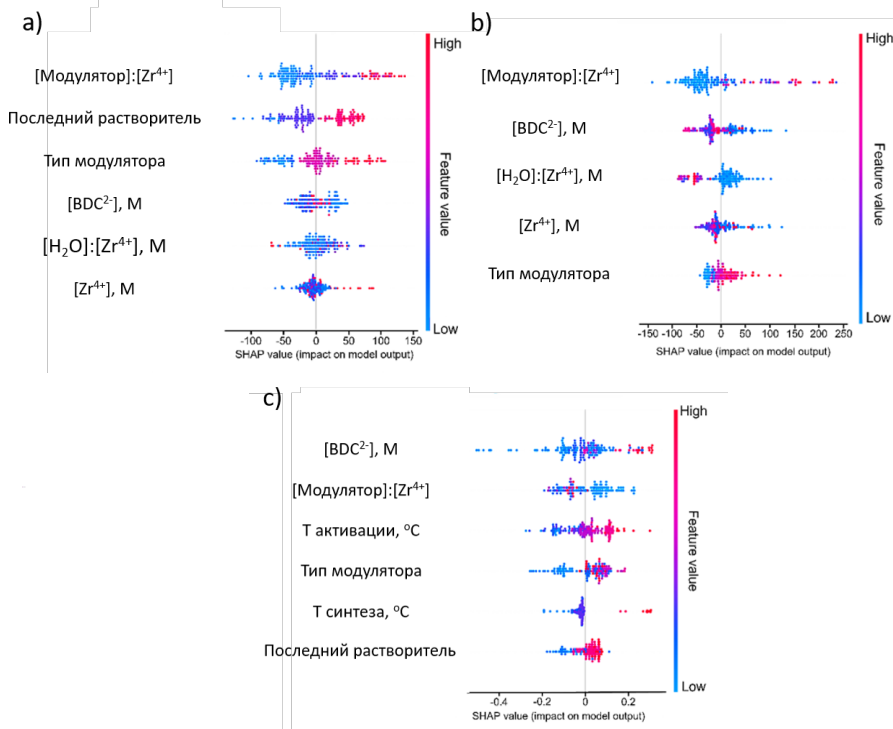 a)
High
[Модулятор]:[Zr⁴⁺]
Последний растворитель
Тип модулятора
[BDC²⁻], М
[H₂O]:[Zr⁴⁺], М
[Zr⁴⁺], М
Low
Feature value
-100 -50 0 50 100 150
SHAP value (impact on model output)
b)
High
[Модулятор]:[Zr⁴⁺]
[BDC²⁻], М
[H₂O]:[Zr⁴⁺], М
[Zr⁴⁺], М
Тип модулятора
Low
Feature value
-150 -100 -50 0 50 100 150 200 250
SHAP value (impact on model output)
c)
High
[BDC²⁻], М
[Модулятор]:[Zr⁴⁺]
Т активации, ⁰С
Тип модулятора
Т синтеза, ⁰С
Последний растворитель
Low
Feature value
-0.4 -0.2 0 0.2
SHAP value (impact on model output)